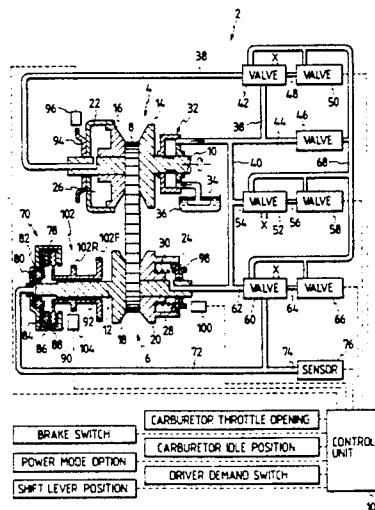 2
38
X
96
22
16
8
4
14
32
VALVE
VALVE
94
42
48
50
38
46
10
44
VALVE
40
68
26
34
36
54
VALVE
VALVE
X
52
56
58
70
78
102
102R
102F
30
24
82
80
98
X
VALVE
VALVE
62
60
64
66
84
86
88
92
12
18
20
28
100
90
104
6
72
74
76
SENSOR
CARBURETOR THROTTLE OPENING
BRAKE SWITCH
CARBURETOR IDLE POSITION
CONTROL
UNIT
POWER MODE OPTION
DRIVER DEMAND SWITCH
SHIFT LEVER POSITION